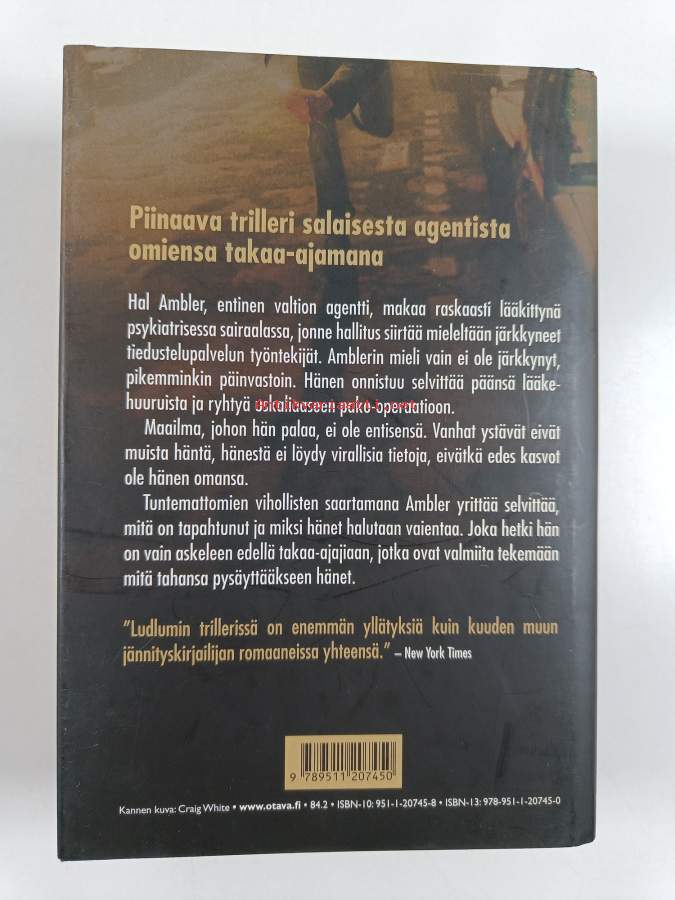 Piinaava trilleri salaisesta agentista
omiensa takaa-ajamana
Hal Ambler, entinen valtion agentti, makaa raskaasti lääkittynä
psykiatrisessa sairaalassa, jonne hallitus siirtää mieleltään järkkyneet
tiedustelupalvelun työntekijät. Amblerin mieli vain ei ole järkkynyt,
pikemminkin päinvastoin. Hänen onnistuu selvittää päänsä lääke-
huuruista ja ryhtyä uskaliaaseen pako-operaatioon.
Maailma, johon hän palaa, ei ole entisensä. Vanhat ystävät eivät
muista häntä, hänestä ei löydy virallisia tietoja, eivätkä edes kasvot
ole hänen omansa.
Tuntemattomien vihollisten saartamana Ambler yrittää selvittää,
mitä on tapahtunut ja miksi hänet halutaan vaientaa. Joka hetki hän
on vain askeleen edellä takaa-ajajiaan, jotka ovat valmiita tekemään
mitä tahansa pysäyttääkseen hänet.
"Ludlumin trillerissä on enemmän yllätyksiä kuin kuuden muun
jännityskirjailijan romaaneissa yhteensä." – New York Times
9 789511 207450
Kannen kuva: Craig White • www.otava.fi • 84.2 • ISBN-10: 951-1-20745-8 • ISBN-13: 978-951-1-20745-0